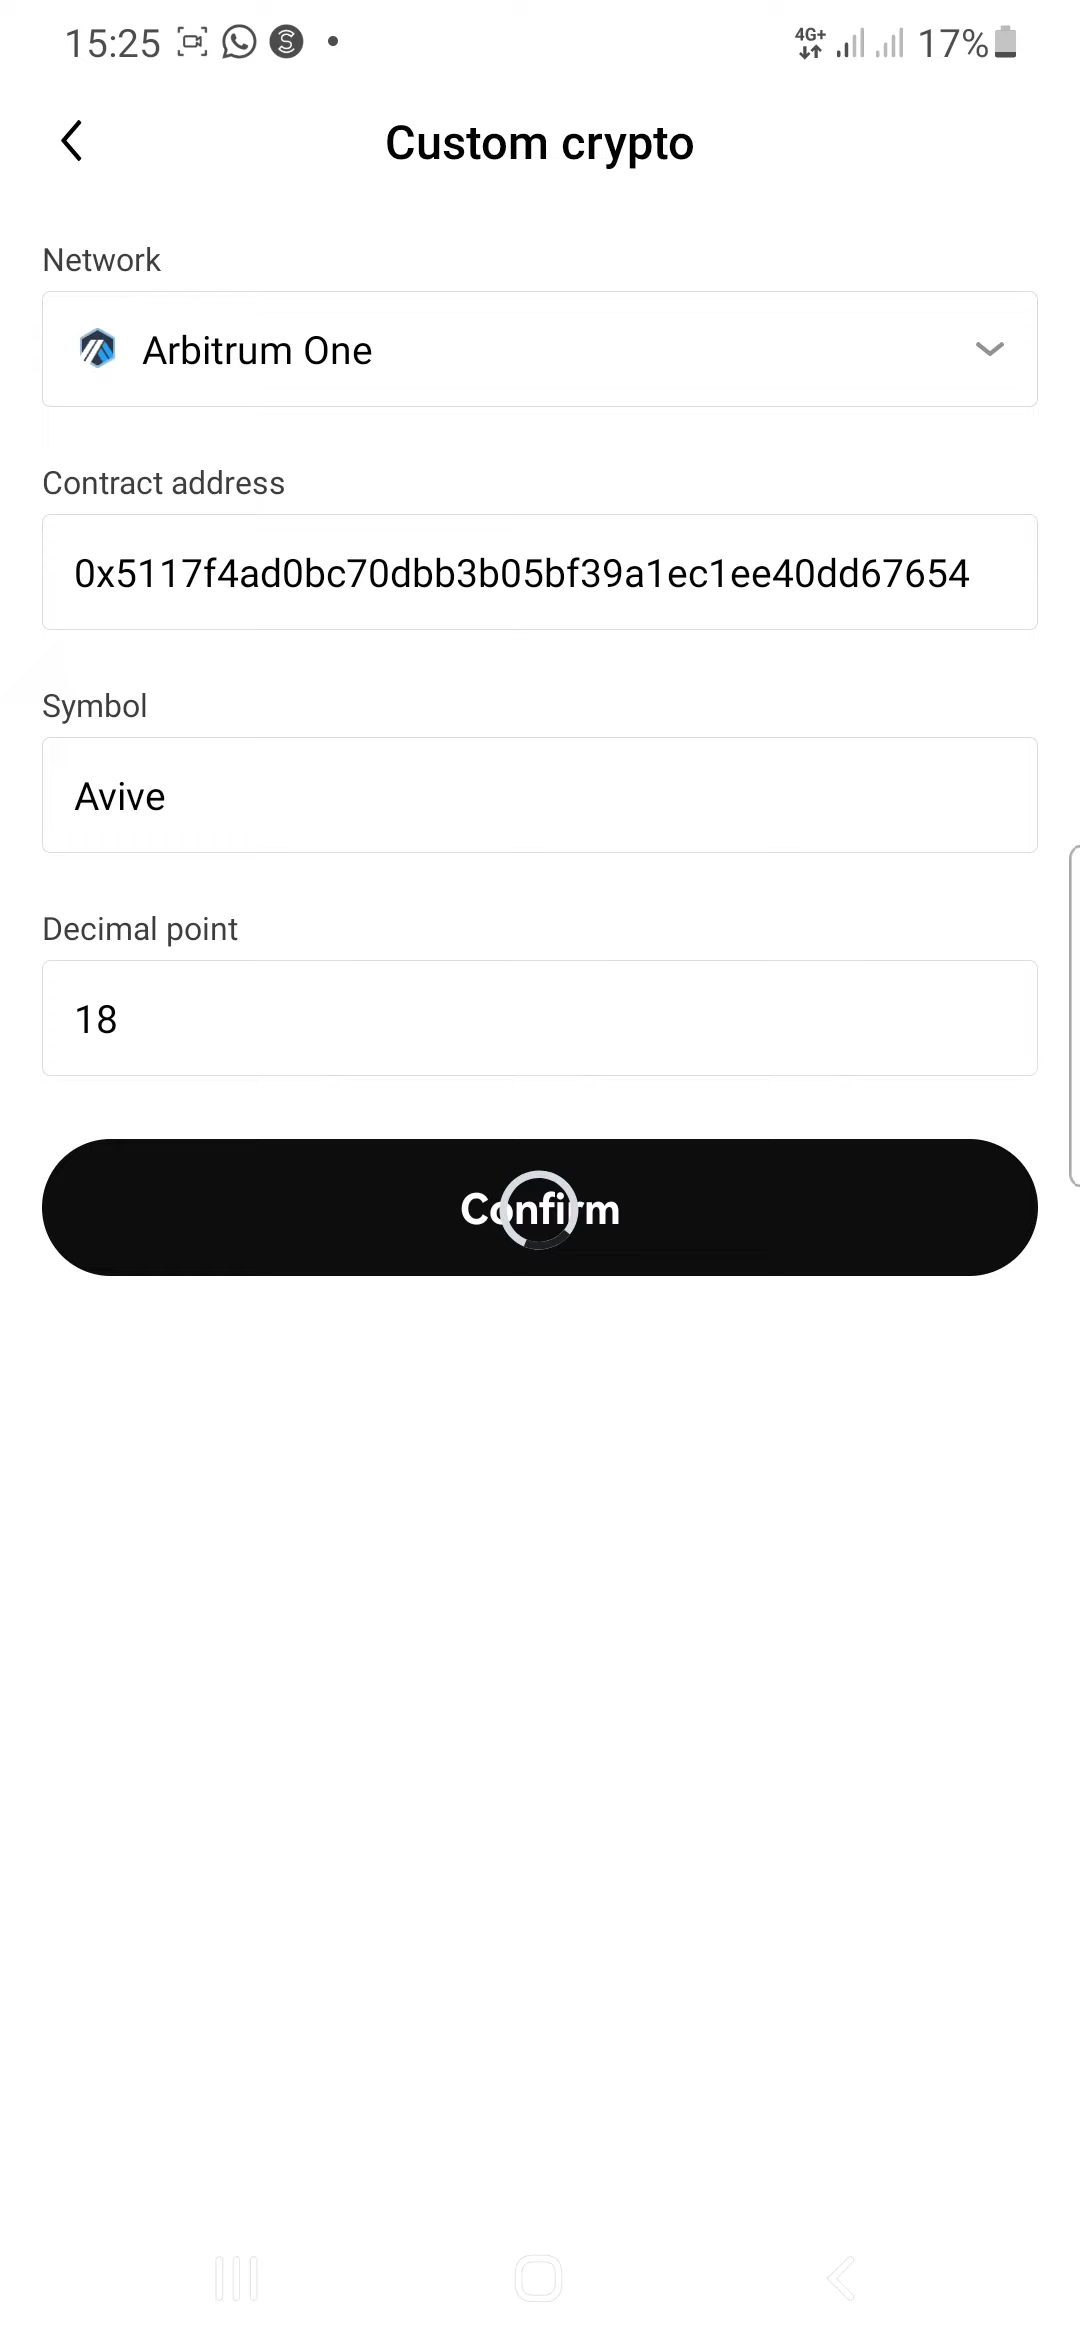 15:25 4G+ 17%
Custom crypto
Network
Arbitrum One
Contract address
0x5117f4ad0bc70dbb3b05bf39a1ec1ee40dd67654
Symbol
Avive
Decimal point
18
Confirm